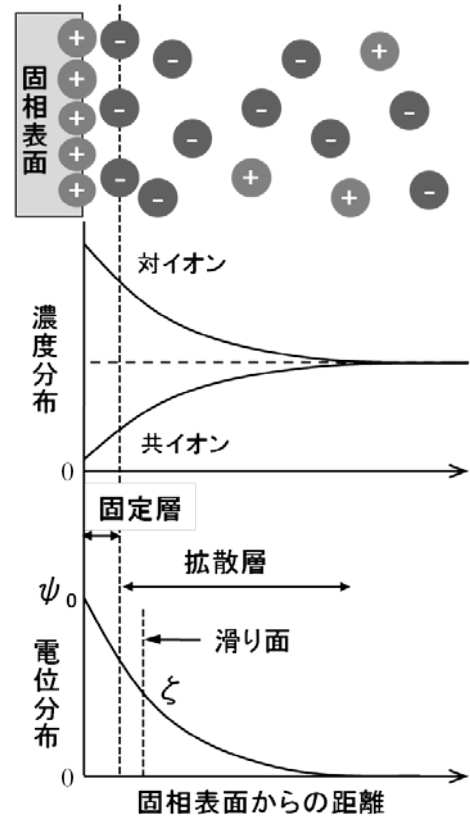 固相表面
+ - - - +
+
+ - - -
+ - -
+ - - + + -
対イオン
濃度分布
共イオン
0
固定層
拡散層
ψ0
滑り面
電位分布
ζ
0
固相表面からの距離